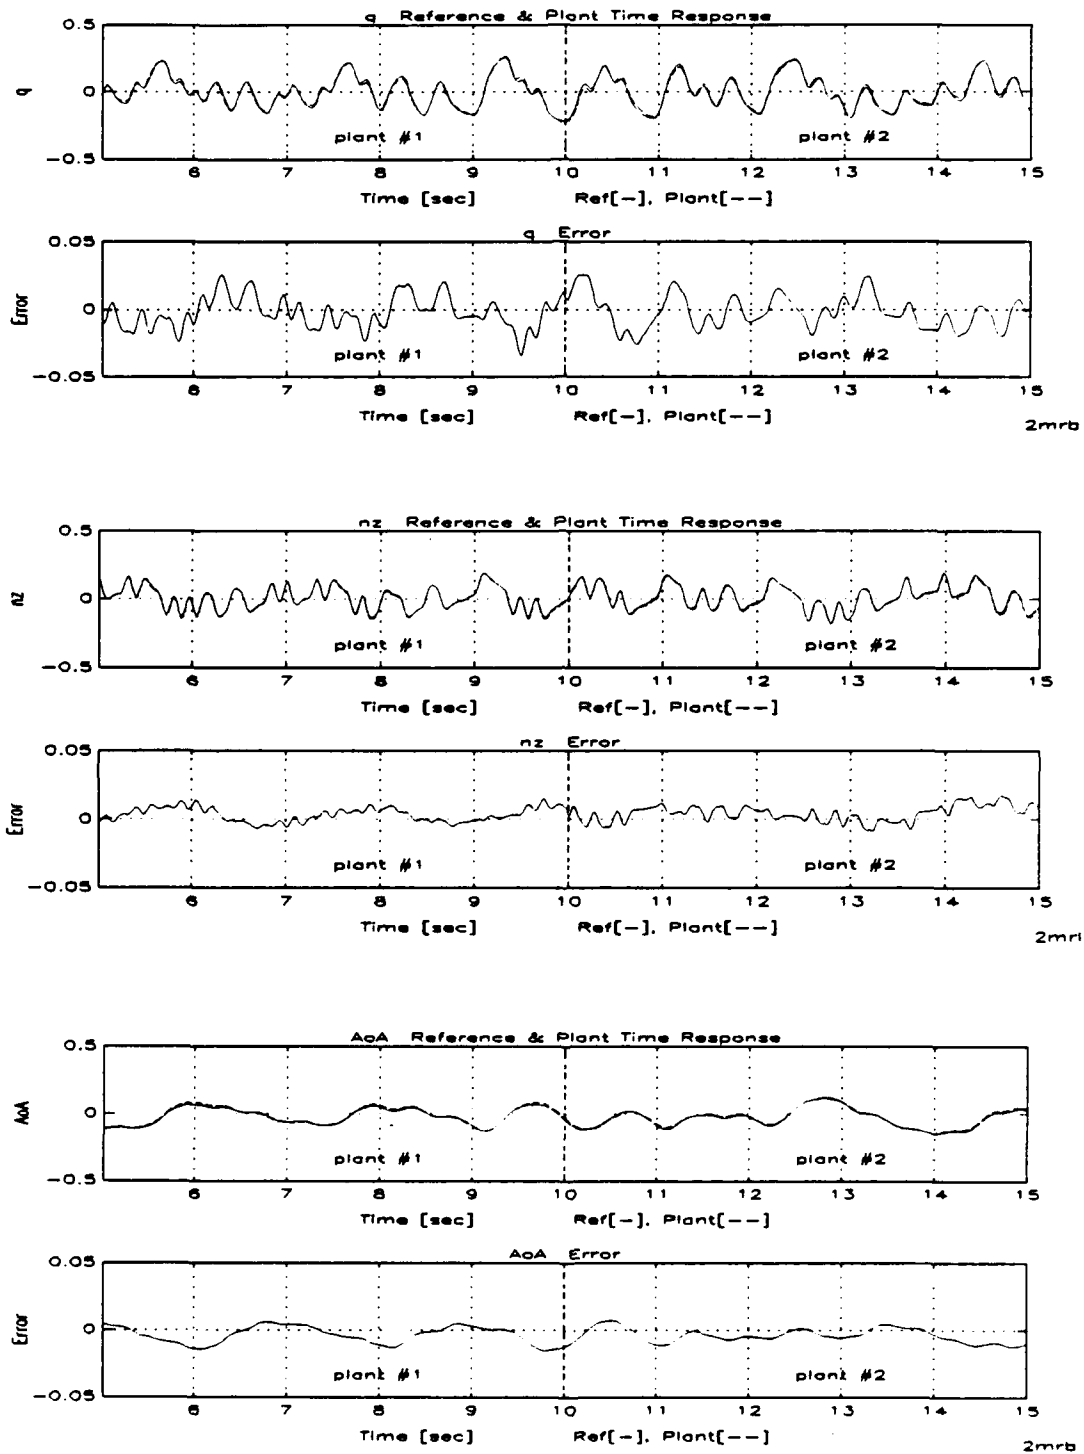 q Reference & Plant Time Response
0.5
q
0
plant #1
plant #2
-0.5
6 7 8 9 10 11 12 13 14 15
Time [sec] Ref[-], Plant[--]
q Error
0.05
Error
0
plant #1
plant #2
-0.05
6 7 8 9 10 11 12 13 14 15
Time [sec] Ref[-], Plant[--]
2mrb
nz Reference & Plant Time Response
0.5
nz
0
plant #1
plant #2
-0.5
6 7 8 9 10 11 12 13 14 15
Time [sec] Ref[-], Plant[--]
nz Error
0.05
Error
0
plant #1
plant #2
-0.05
6 7 8 9 10 11 12 13 14 15
Time [sec] Ref[-], Plant[--]
AoA Reference & Plant Time Response
0.5
AoA
0
plant #1
plant #2
-0.5
6 7 8 9 10 11 12 13 14 15
Time [sec] Ref[-], Plant[--]
AoA Error
0.05
Error
0
plant #1
plant #2
-0.05
6 7 8 9 10 11 12 13 14 15
Time [sec] Ref[-], Plant[--]
2mrb